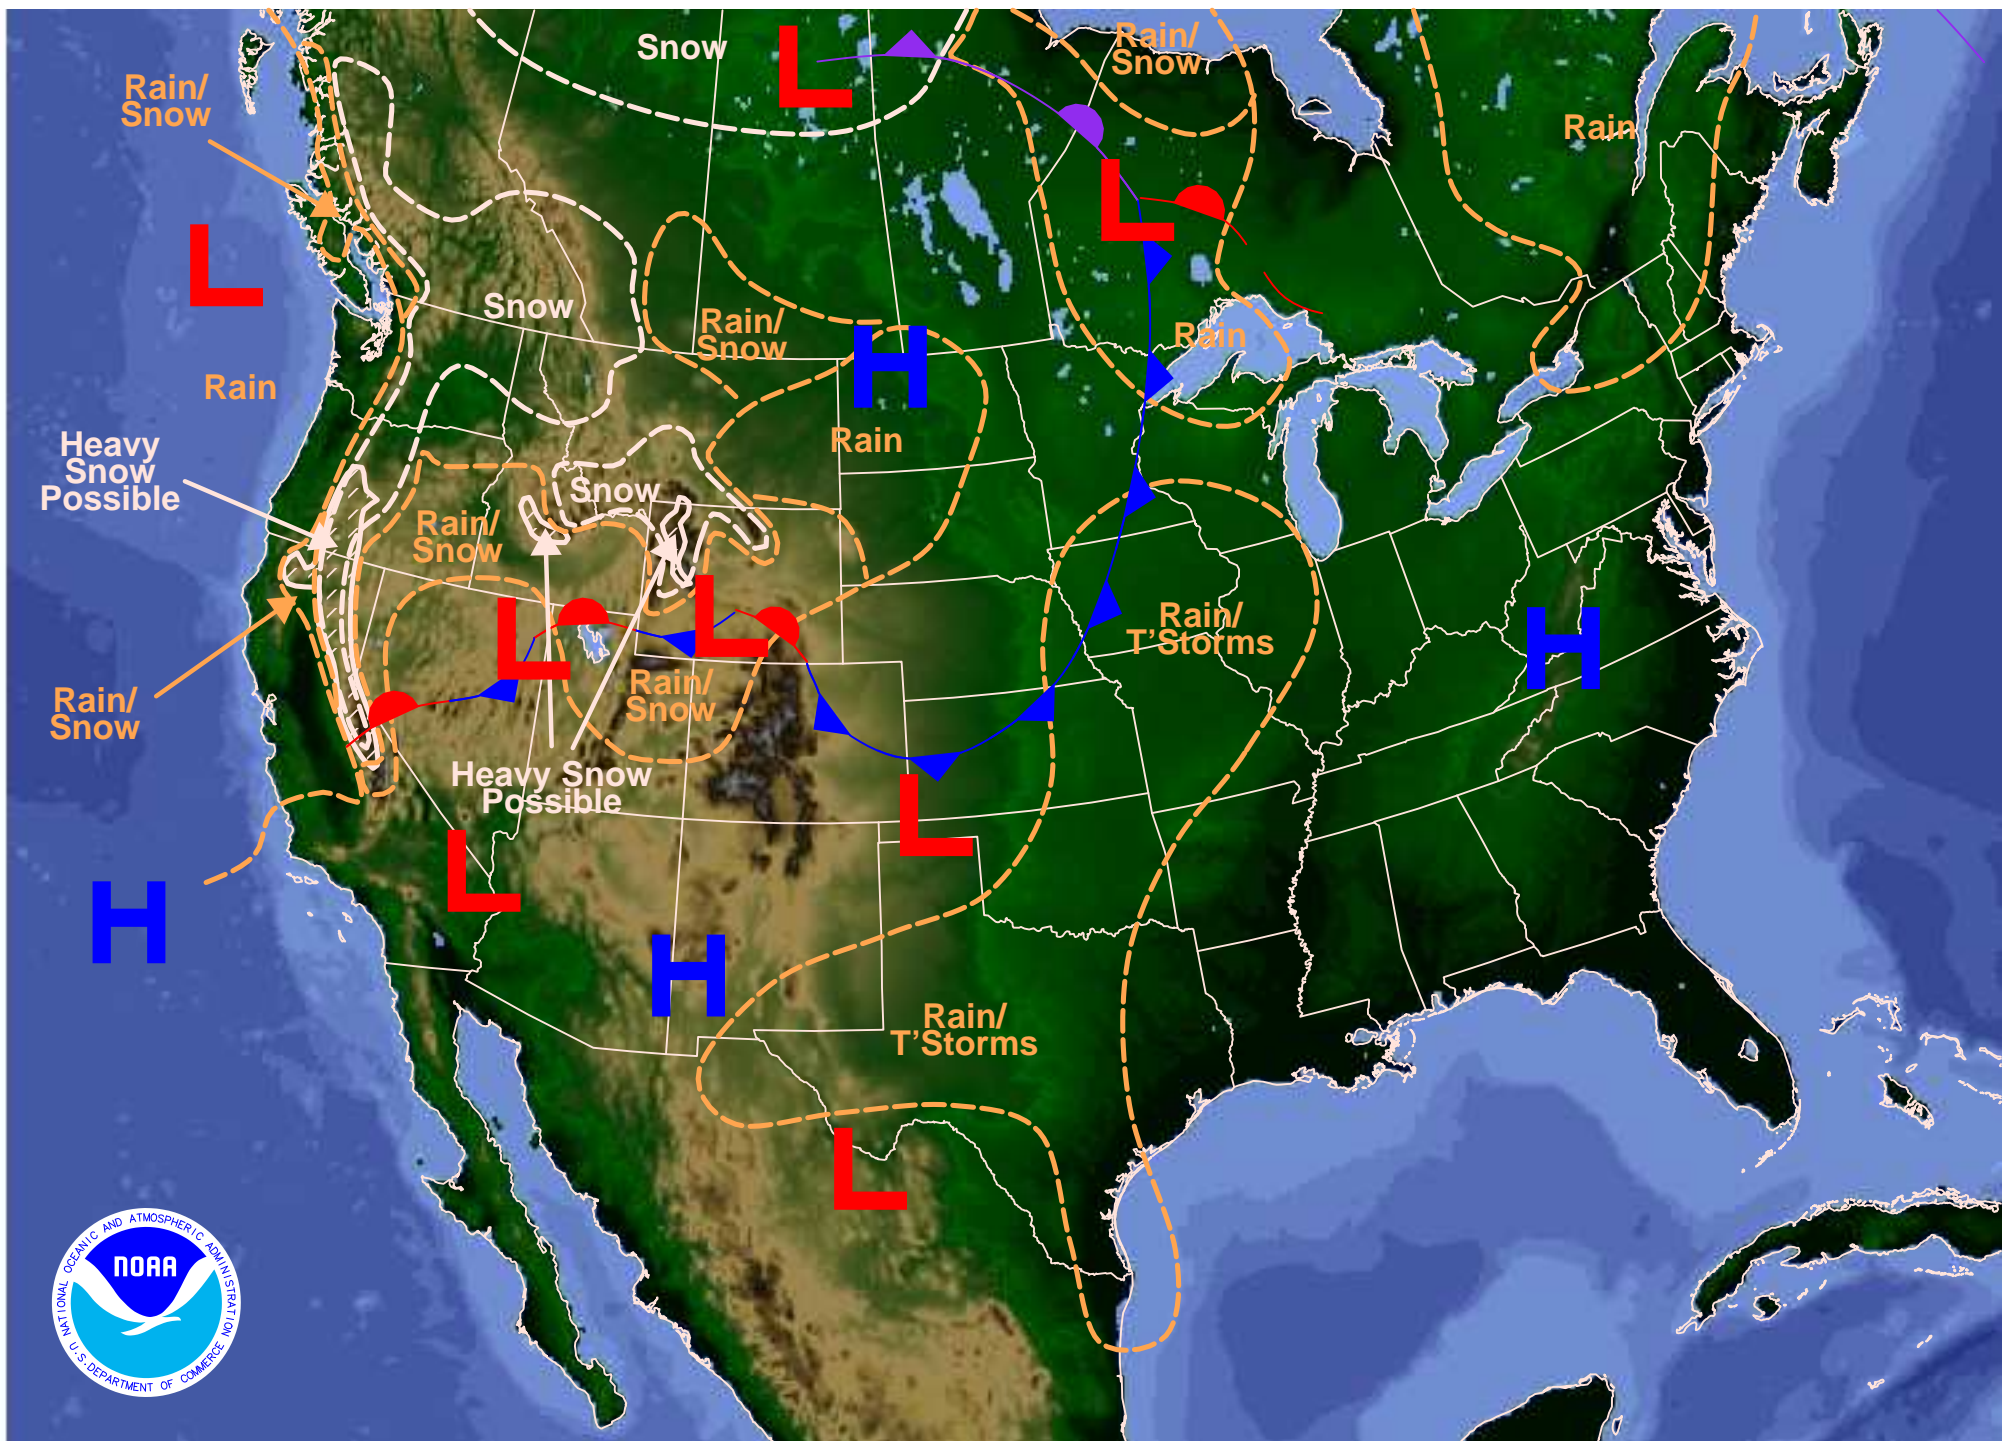 Snow
L
Rain/
Snow
Rain/
Snow
Rain
L
L
Snow
Rain/
Snow
H
Rain
Rain
Rain
Heavy
Snow
Possible
Snow
Rain/
Snow
L
L
Rain/
T'Storms
H
Rain/
Snow
Rain/
Snow
Heavy Snow
Possible
L
L
H
H
Rain/
T'Storms
L
NATIONAL OCEANIC AND ATMOSPHERIC ADMINISTRATION
NOAA
U.S. DEPARTMENT OF COMMERCE